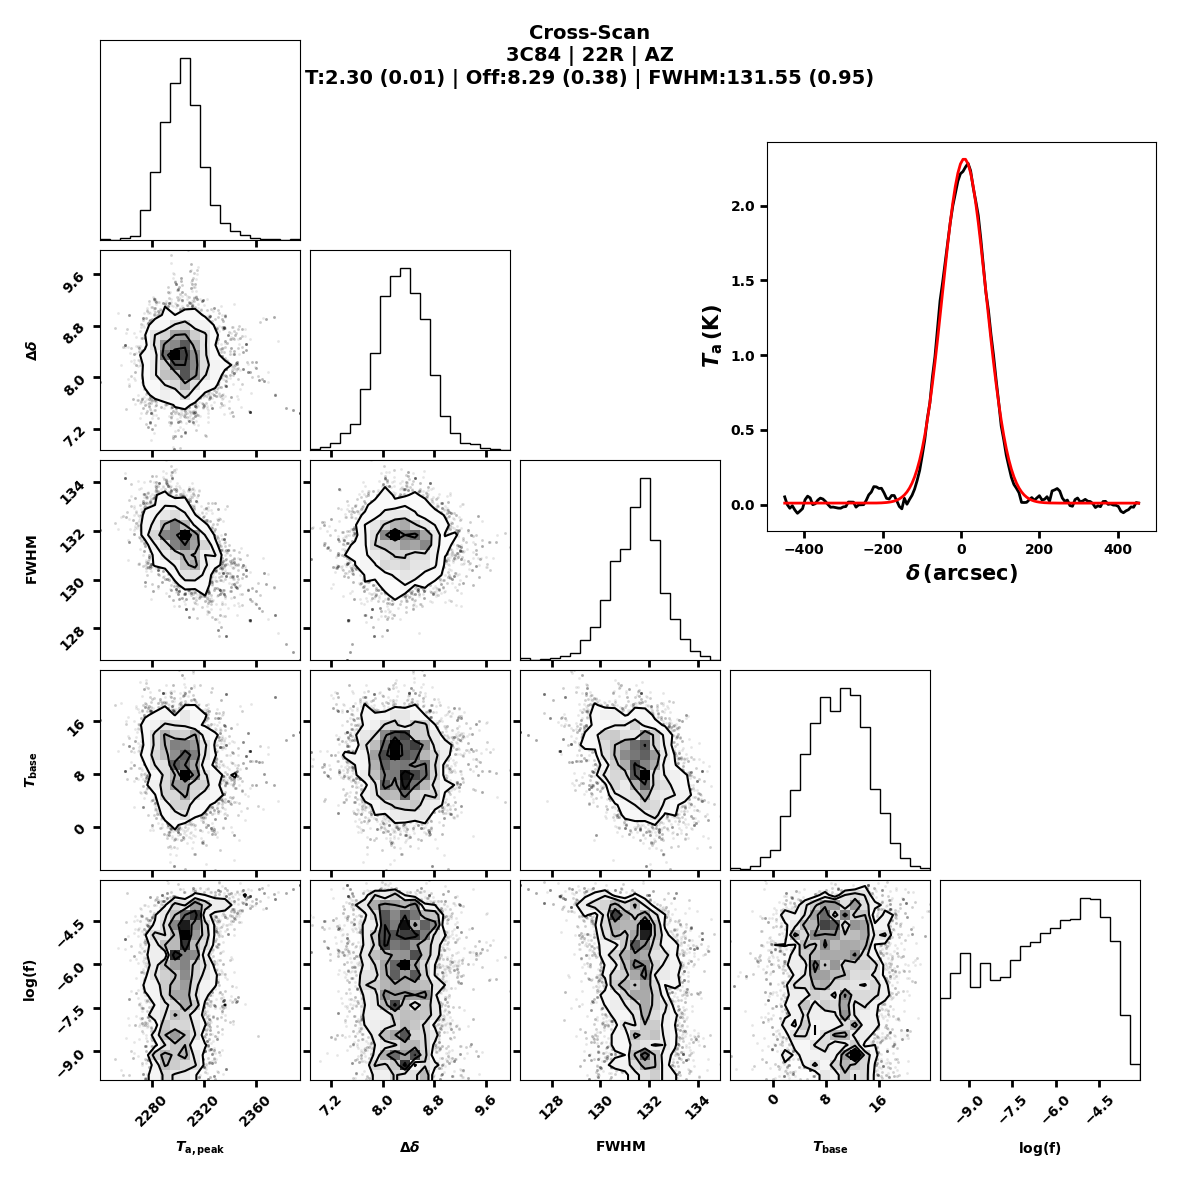 Cross-Scan
3C84 | 22R | AZ
T:2.30 (0.01) | Off:8.29 (0.38) | FWHM:131.55 (0.95)
2.0
1.5
1.0
0.5
0.0
Ta (K)
−400 −200 0 200 400
δ (arcsec)
9.6
8.8
8.0
7.2
Δδ
134
132
130
128
FWHM
16
8
0
Tbase
−4.5
−6.0
−7.5
−9.0
log(f)
2280 2320 2360
7.2 8.0 8.8 9.6
128 130 132 134
0 8 16
−9.0 −7.5 −6.0 −4.5
Ta,peak
Δδ
FWHM
Tbase
log(f)